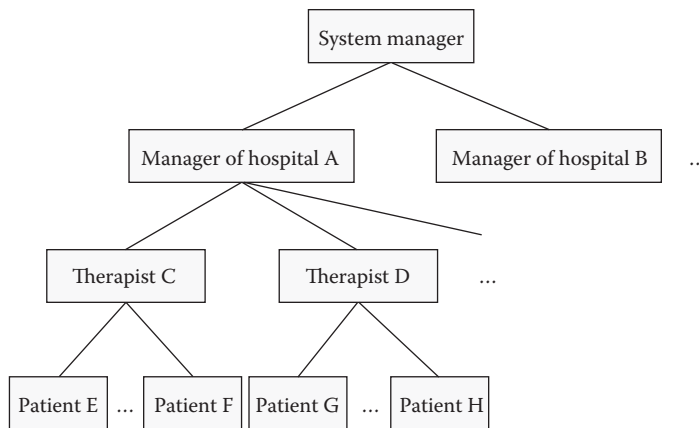 System manager
Manager of hospital A
Manager of hospital B
...
Therapist C
Therapist D
...
Patient E
...
Patient F
Patient G
...
Patient H